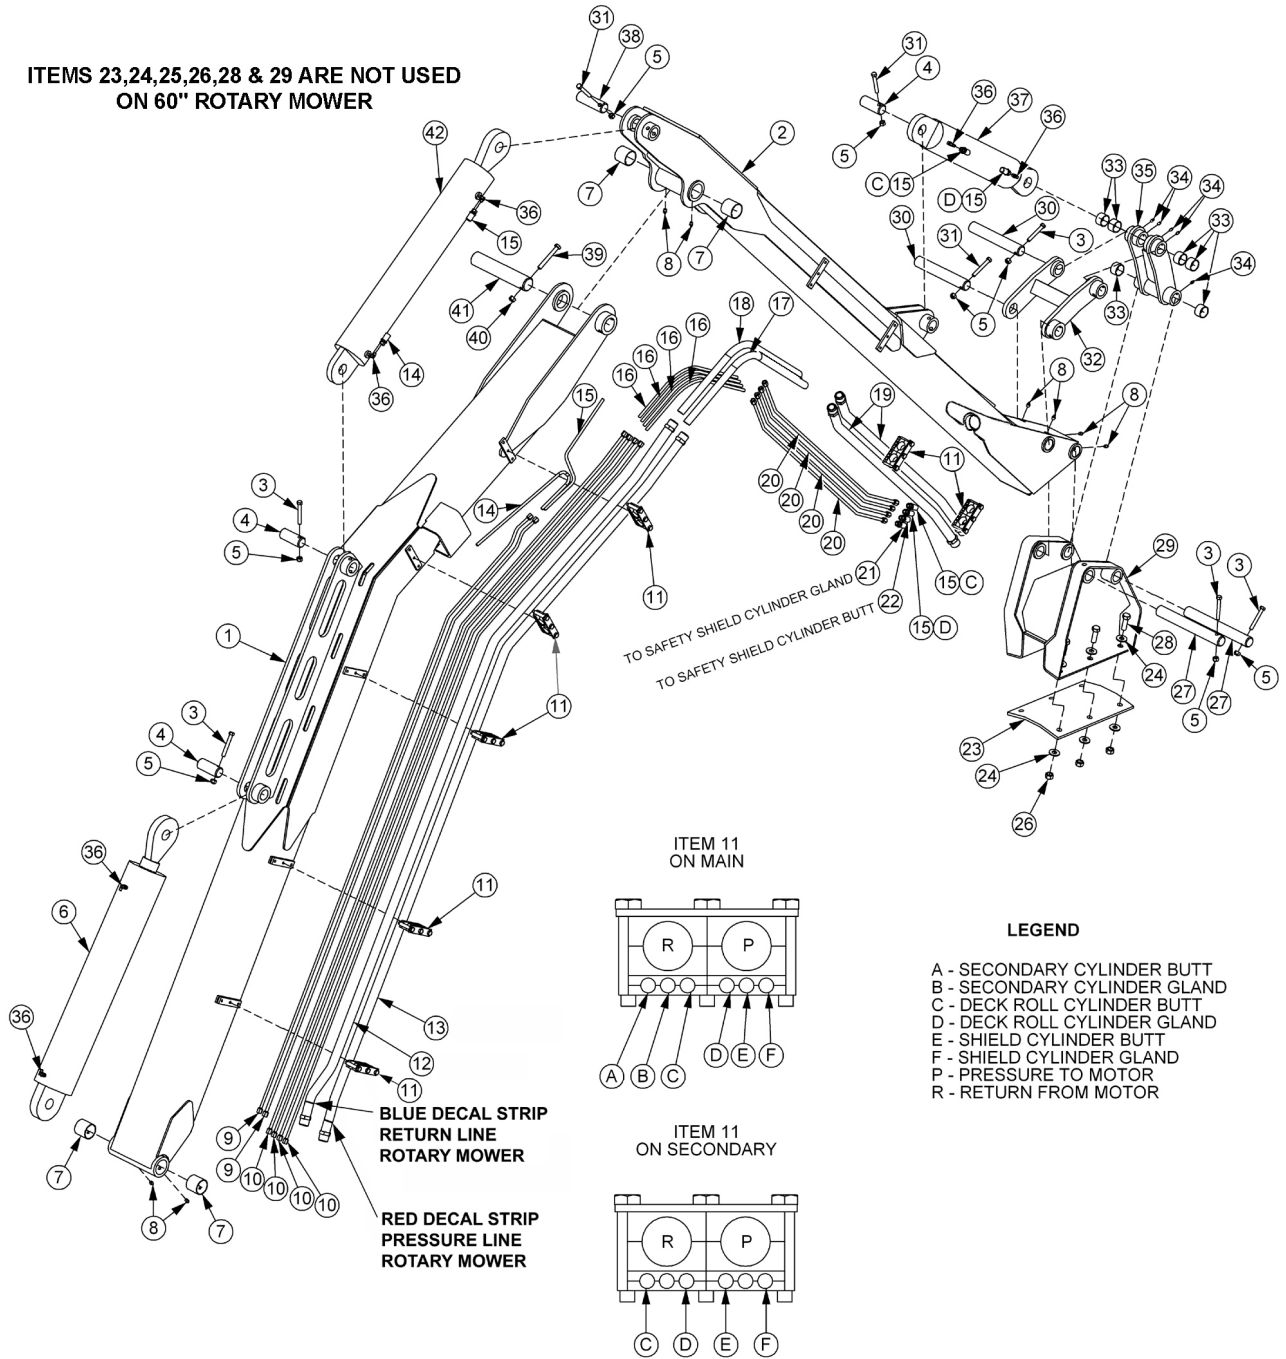 ITEMS 23,24,25,26,28 & 29 ARE NOT USED
ON 60" ROTARY MOWER
31
38
5
31
4
42
2
36
37
36
5
7
C 15
D 15
33
35
34
34
36
15
30
30
31
3
33
34
39
8
7
5
33
41
40
18
17
32
14
36
16
16
16
16
15
8
8
19
11
3
4
5
14
20
20
20
20
11
21
22
15 C
15 D
TO SAFETY SHIELD CYLINDER GLAND
TO SAFETY SHIELD CYLINDER BUTT
29
3
3
1
11
28
24
27
27
5
5
11
23
24
26
3
4
5
36
6
11
ITEM 11
ON MAIN
R
P
A
B
C
D
E
F
LEGEND
A - SECONDARY CYLINDER BUTT
B - SECONDARY CYLINDER GLAND
C - DECK ROLL CYLINDER BUTT
D - DECK ROLL CYLINDER GLAND
E - SHIELD CYLINDER BUTT
F - SHIELD CYLINDER GLAND
P - PRESSURE TO MOTOR
R - RETURN FROM MOTOR
36
13
12
11
BLUE DECAL STRIP
RETURN LINE
ROTARY MOWER
9
9
10
10
10
10
7
8
7
RED DECAL STRIP
PRESSURE LINE
ROTARY MOWER
ITEM 11
ON SECONDARY
R
P
C
D
E
F